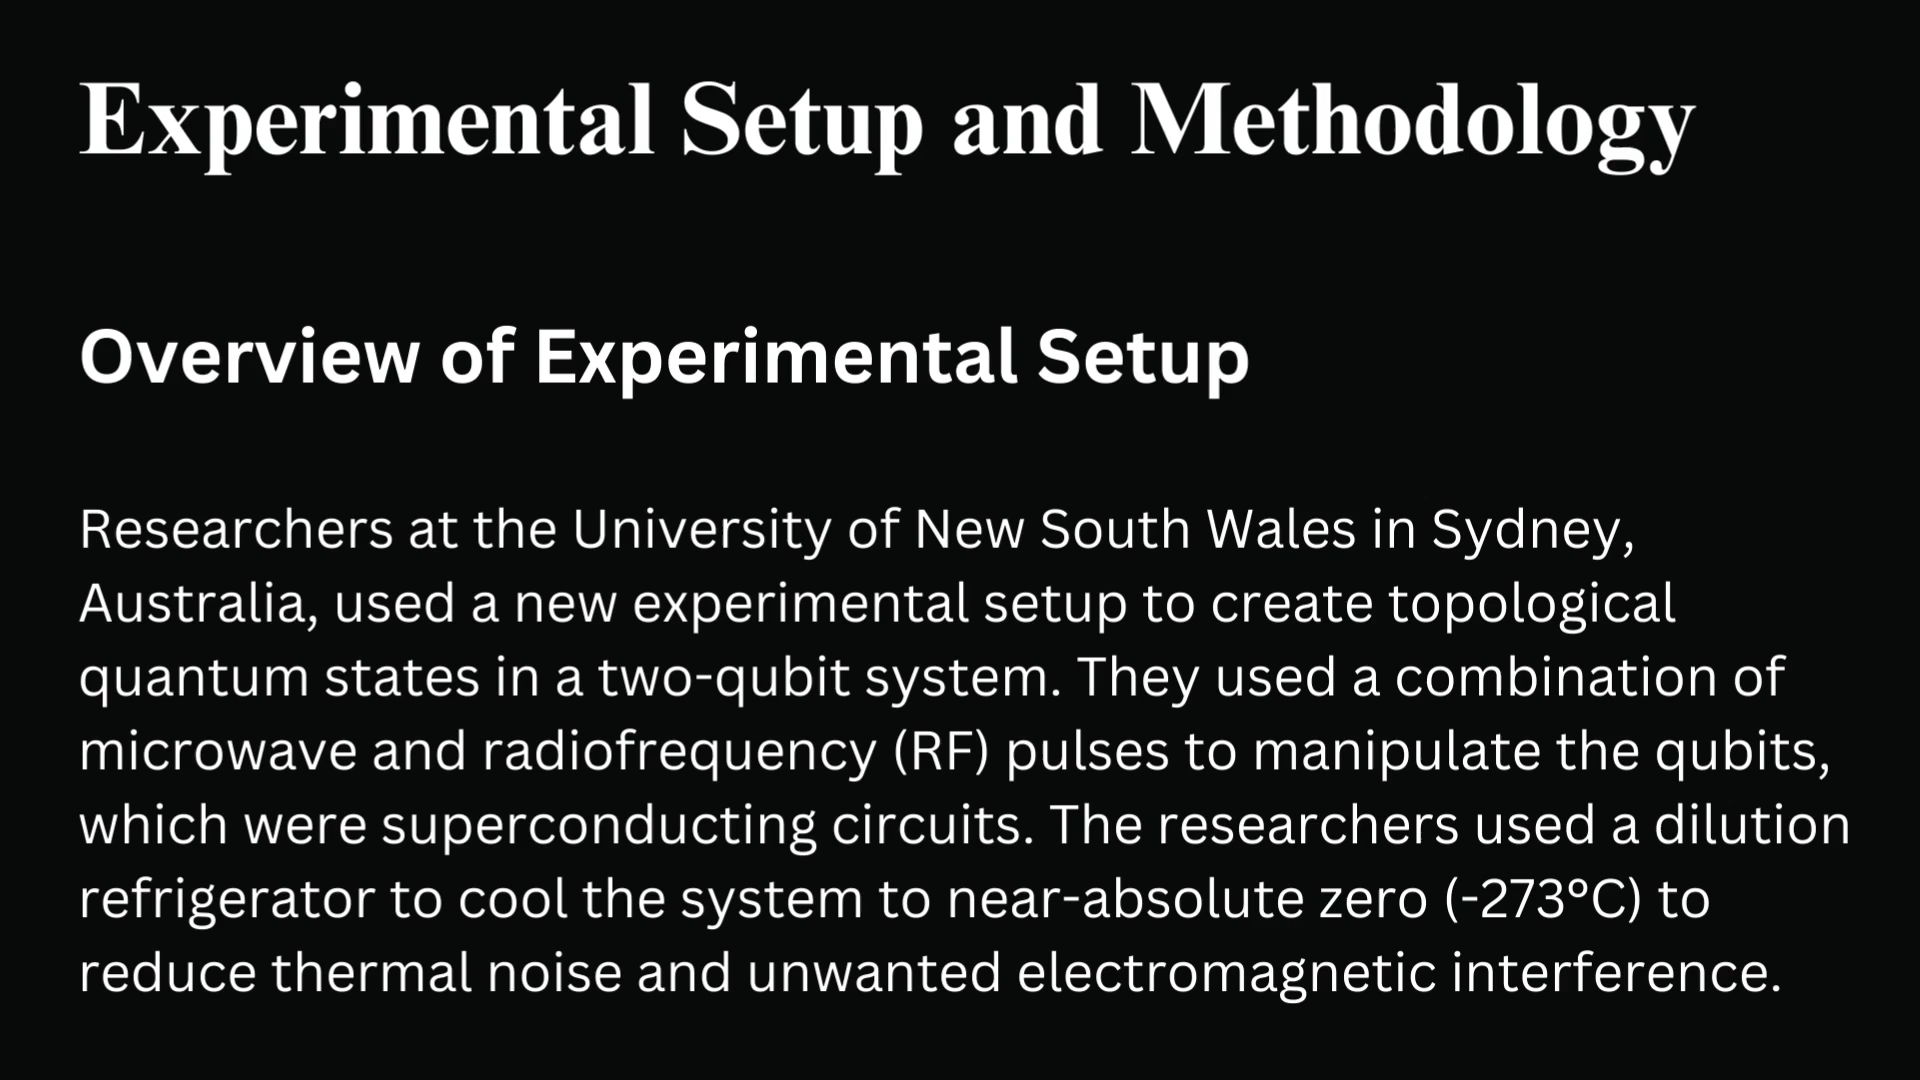 Experimental Setup and Methodology
Overview of Experimental Setup
Researchers at the University of New South Wales in Sydney,
Australia, used a new experimental setup to create topological
quantum states in a two-qubit system. They used a combination of
microwave and radiofrequency (RF) pulses to manipulate the qubits,
which were superconducting circuits. The researchers used a dilution
refrigerator to cool the system to near-absolute zero (-273°C) to
reduce thermal noise and unwanted electromagnetic interference.